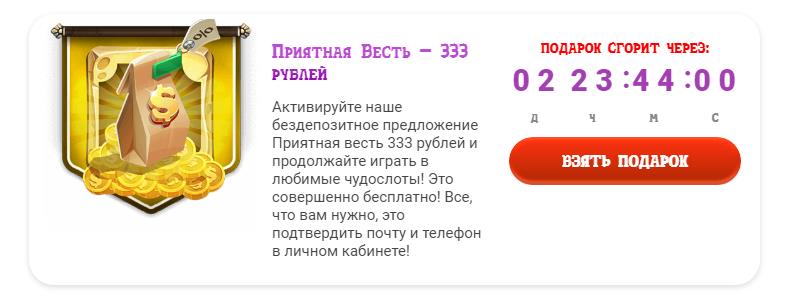 Приятная Весть – 333
рублей
Активируйте наше
бездепозитное предложение
Приятная весть 333 рублей и
продолжайте играть в
любимые чудослоты! Это
совершенно бесплатно! Все,
что вам нужно, это
подтвердить почту и телефон
в личном кабинете!
ПОДАРОК СГОРИТ ЧЕРЕЗ:
02 23:44:00
Д Ч М С
ВЗЯТЬ ПОДАРОК